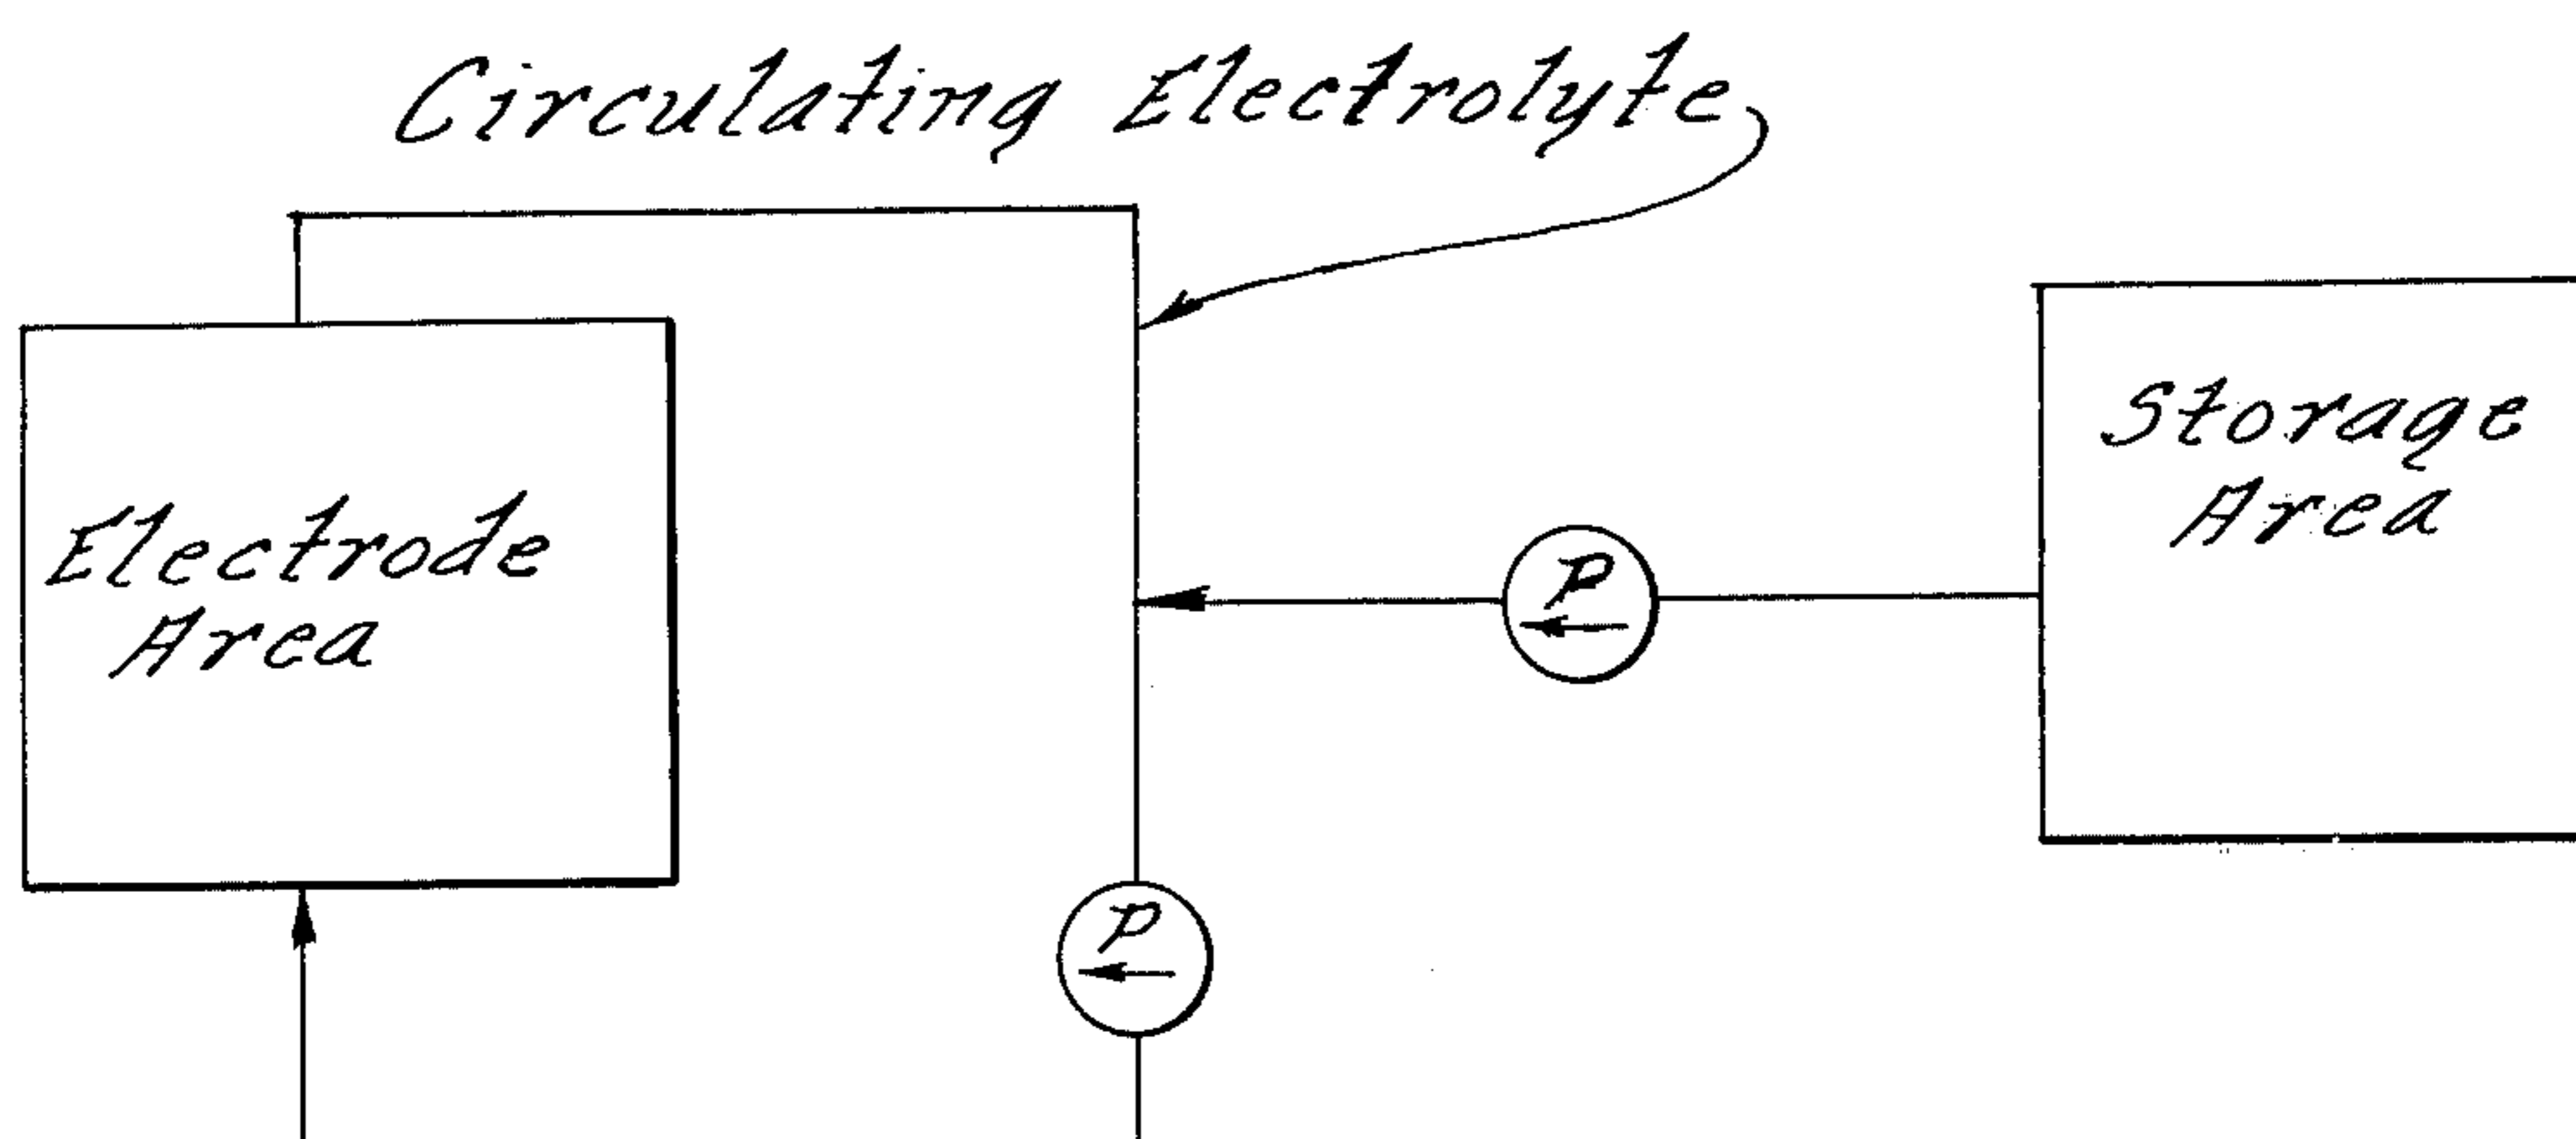 Circulating Electrolyte
Storage
Area
Electrode
Area
P
P